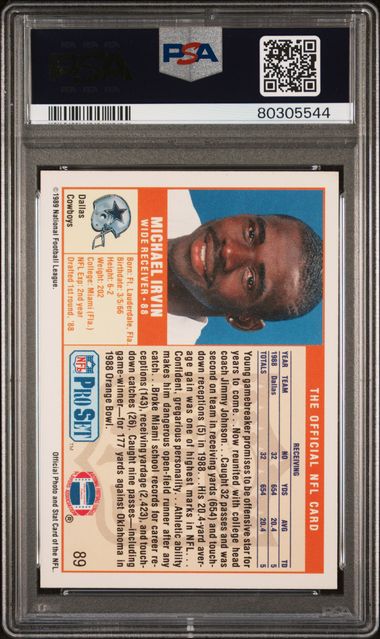 PSA
80305544
THE OFFICIAL NFL CARD
RECEIVING
YEAR TEAM NO YDS AVG TD
1988 Dallas 32 654 20.4 5
TOTALS 32 654 20.4 5
Young gamebreaker promises to be offensive star for
years to come... Now reunited with college head
coach Jimmy Johnson... Caught 32 passes and was
second on team in receiving yards (654) and touch-
down receptions (5) in 1988... His 20.4-yard aver-
age gain was one of highest marks in NFL...
Confident, gregarious personality... Athletic ability
makes him dangerous open-field runner after any
catch... Broke Miami school records for career re-
ceptions (143), receiving yardage (2,423), and touch-
down catches (26). Caught nine passes—including
game-winner—for 177 yards against Oklahoma in
1988 Orange Bowl.
MICHAEL IRVIN
WIDE RECEIVER • 88
Born: Ft. Lauderdale, Fla.
Birthdate: 3-5-66
Height: 6-2
Weight: 202
College: Miami (Fla.)
NFL Exp: 2nd year
Drafted 1st round, '88
Dallas
Cowboys
NFL
PRO SET
TM
®
89
© 1989 National Football League.
Official Photo and Stat Card of the NFL